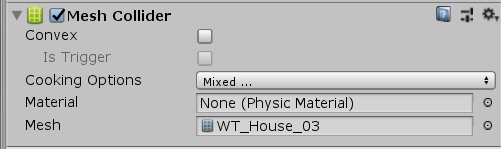 Mesh Collider
Convex
Is Trigger
Cooking Options Mixed ...
Material None (Physic Material)
Mesh WT_House_03